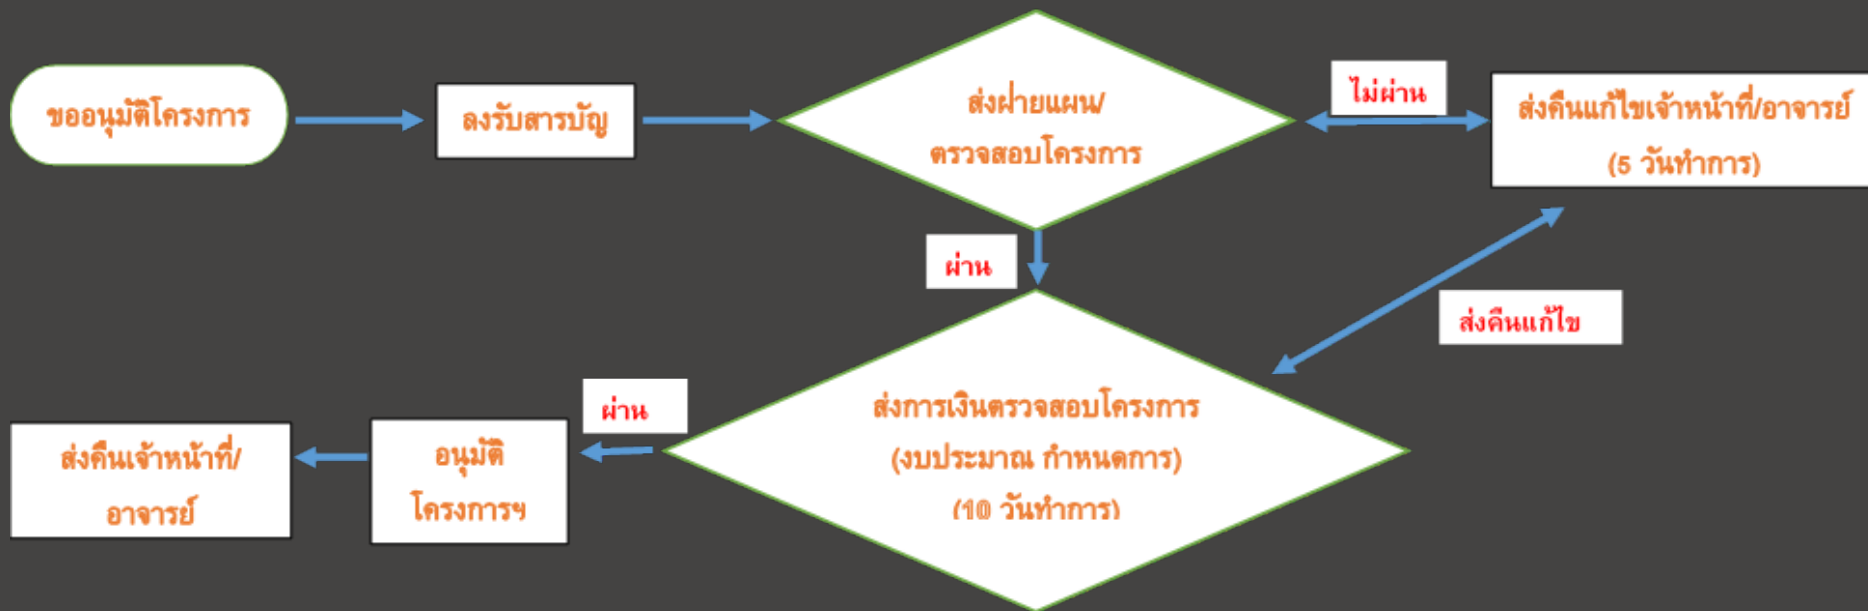 ขออนุมัติโครงการ
ลงรับสารบัญ
ส่งฝ่ายแผน/
ตรวจสอบโครงการ
ไม่ผ่าน
ส่งคืนแก้ไขเจ้าหน้าที่/อาจารย์
(5 วันทำการ)
ผ่าน
ส่งคืนแก้ไข
ส่งการเงินตรวจสอบโครงการ
(งบประมาณ กำหนดการ)
(10 วันทำการ)
ผ่าน
อนุมัติ
โครงการฯ
ส่งคืนเจ้าหน้าที่/
อาจารย์